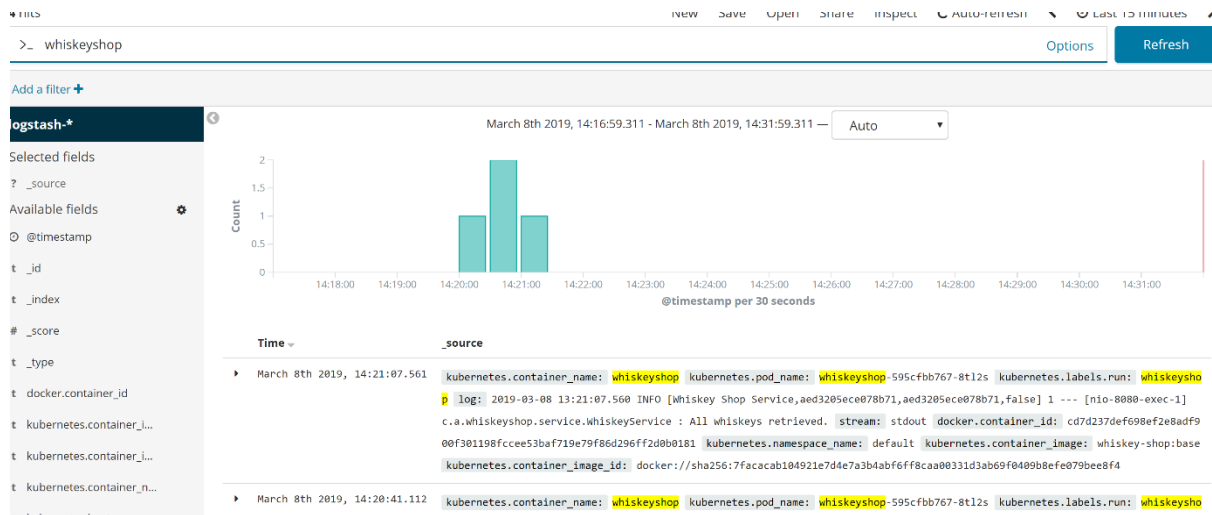 4 hits New Save Open Share Inspect Auto-refresh Last 15 minutes
>_ whiskeyshop Options Refresh
Add a filter +
logstash-*
March 8th 2019, 14:16:59.311 - March 8th 2019, 14:31:59.311 — Auto
Selected fields
? _source
Available fields
@timestamp
t _id
t _index
# _score
t _type
t docker.container_id
t kubernetes.container_i...
t kubernetes.container_i...
t kubernetes.container_n...
Count
2
1.5
1
0.5
0
14:18:00 14:19:00 14:20:00 14:21:00 14:22:00 14:23:00 14:24:00 14:25:00 14:26:00 14:27:00 14:28:00 14:29:00 14:30:00 14:31:00
@timestamp per 30 seconds
Time _source
March 8th 2019, 14:21:07.561 kubernetes.container_name: whiskeyshop kubernetes.pod_name: whiskeyshop-595cfbb767-8tl2s kubernetes.labels.run: whiskeysho
p log: 2019-03-08 13:21:07.560 INFO [Whiskey Shop Service,aed3205ece078b71,aed3205ece078b71,false] 1 --- [nio-8080-exec-1]
c.a.whiskeyshop.service.WhiskeyService : All whiskeys retrieved. stream: stdout docker.container_id: cd7d237def698ef2e8adf9
00f301198fccee53baf719e79f86d296ff2d0b0181 kubernetes.namespace_name: default kubernetes.container_image: whiskey-shop:base
kubernetes.container_image_id: docker://sha256:7facacab104921e7d4e7a3b4abf6ff8caa00331d3ab69f0409b8efe079bee8f4
March 8th 2019, 14:20:41.112 kubernetes.container_name: whiskeyshop kubernetes.pod_name: whiskeyshop-595cfbb767-8tl2s kubernetes.labels.run: whiskeysho